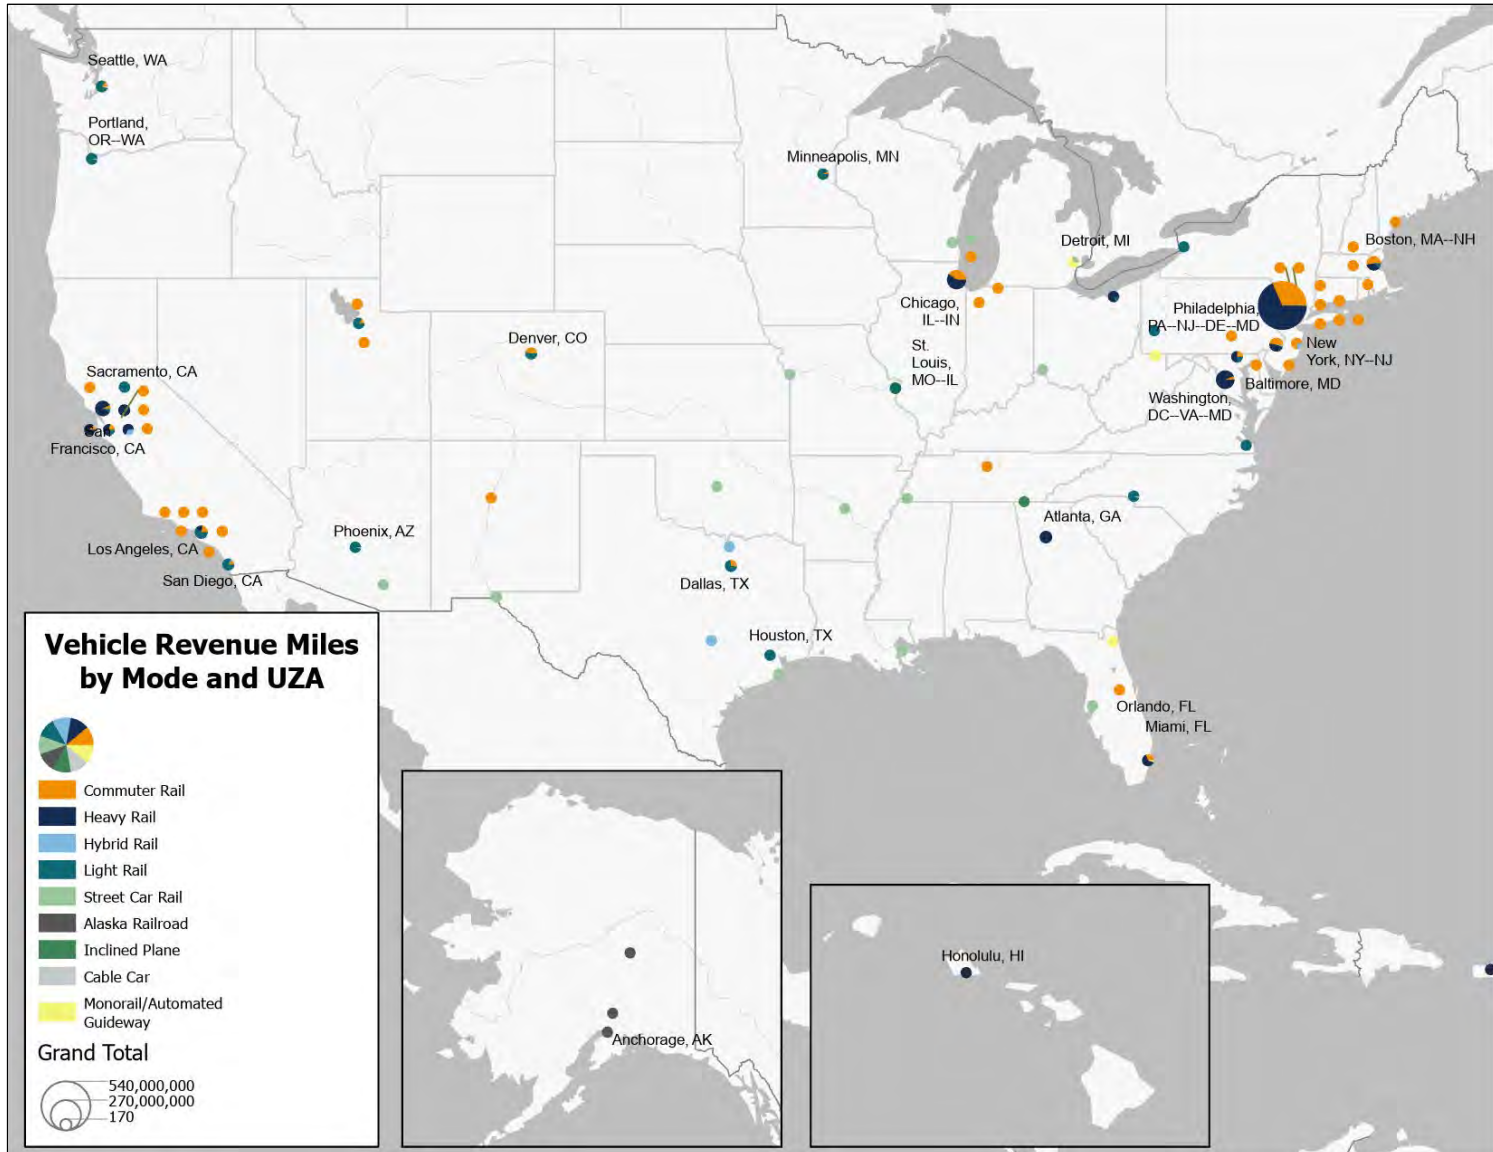 Seattle, WA
Portland,
OR--WA
Minneapolis, MN
Detroit, MI
Boston, MA--NH
Chicago,
IL--IN
Philadelphia,
PA--NJ--DE--MD
New
York, NY--NJ
Denver, CO
St.
Louis,
MO--IL
Sacramento, CA
Baltimore, MD
Washington,
DC--VA--MD
San
Francisco, CA
Los Angeles, CA
San Diego, CA
Phoenix, AZ
Dallas, TX
Atlanta, GA
Houston, TX
Orlando, FL
Miami, FL
Vehicle Revenue Miles
by Mode and UZA
Commuter Rail
Heavy Rail
Hybrid Rail
Light Rail
Street Car Rail
Alaska Railroad
Inclined Plane
Cable Car
Monorail/Automated
Guideway
Grand Total
540,000,000
270,000,000
170
Anchorage, AK
Honolulu, HI